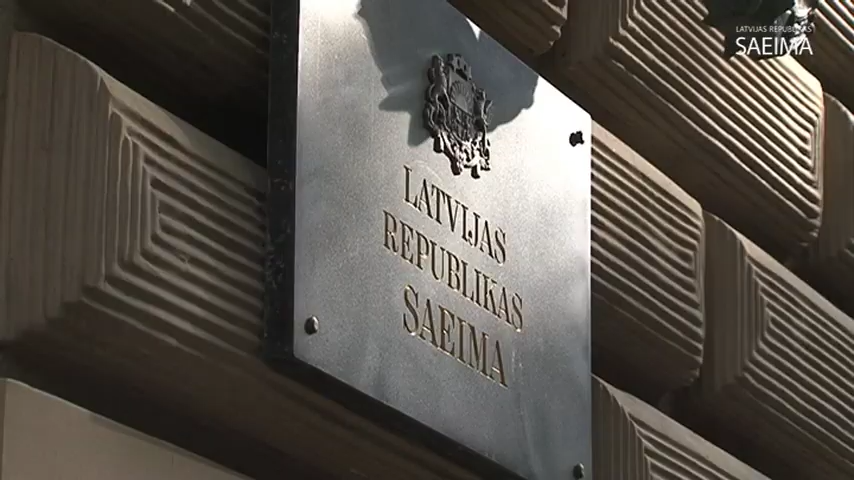 LATVIJAS REPUBLIKAS
SAEIMA
LATVIJAS
REPUBLIKAS
SAEIMA